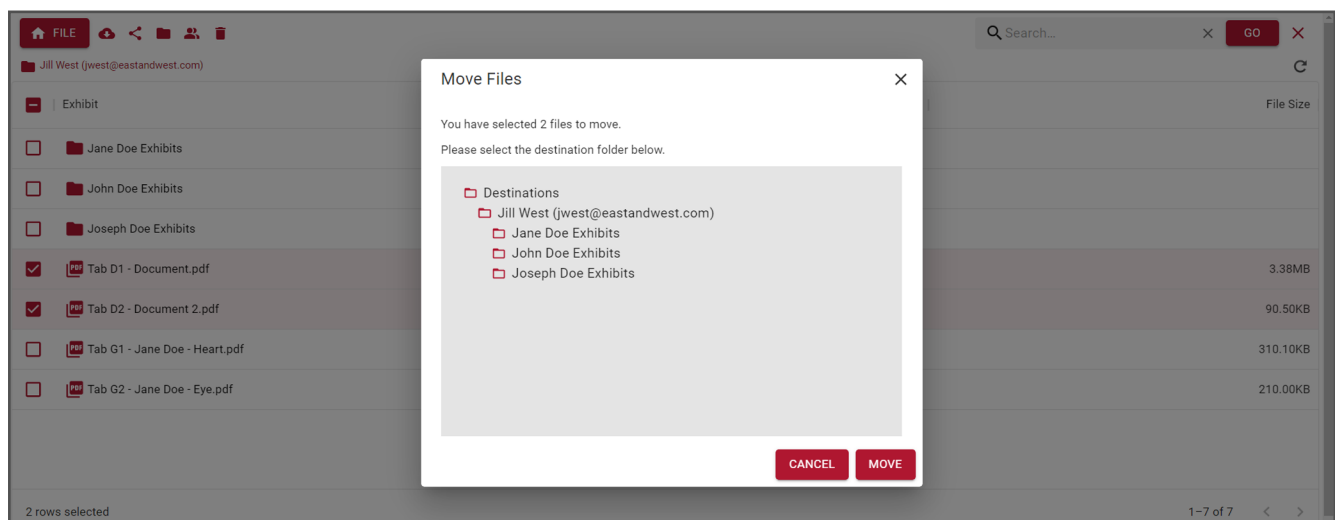 FILE
Search...
GO
Jill West (jwest@eastandwest.com)
Exhibit
File Size
Jane Doe Exhibits
John Doe Exhibits
Joseph Doe Exhibits
PDF Tab D1 - Document.pdf
3.38MB
PDF Tab D2 - Document 2.pdf
90.50KB
PDF Tab G1 - Jane Doe - Heart.pdf
310.10KB
PDF Tab G2 - Jane Doe - Eye.pdf
210.00KB
2 rows selected
1–7 of 7
Move Files
You have selected 2 files to move.
Please select the destination folder below.
Destinations
Jill West (jwest@eastandwest.com)
Jane Doe Exhibits
John Doe Exhibits
Joseph Doe Exhibits
CANCEL
MOVE